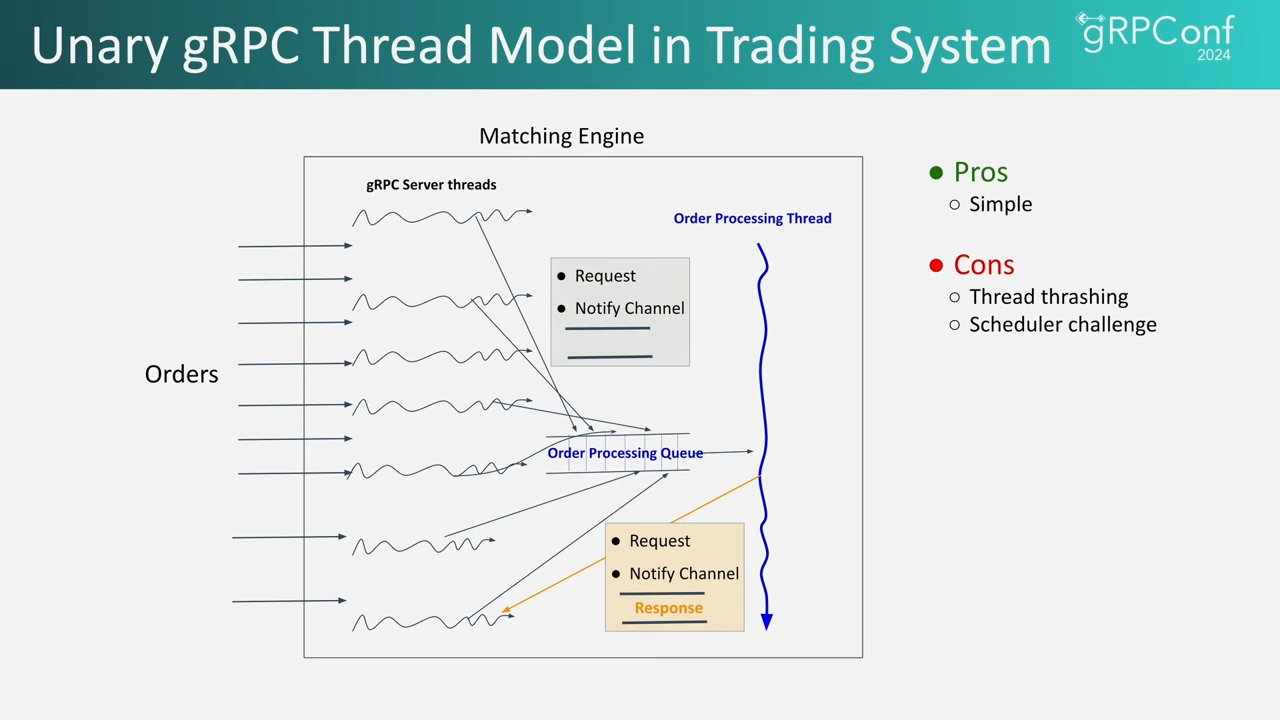 Unary gRPC Thread Model in Trading System
gRPConf
2024
Matching Engine
gRPC Server threads
Order Processing Thread
Request
Notify Channel
Orders
Order Processing Queue
Request
Notify Channel
Response
Pros
Simple
Cons
Thread thrashing
Scheduler challenge